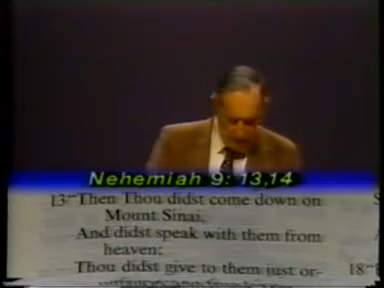 Nehemiah 9: 13,14
13 "Then Thou didst come down on
Mount Sinai,
And didst speak with them from
heaven;
Thou didst give to them just or-
18